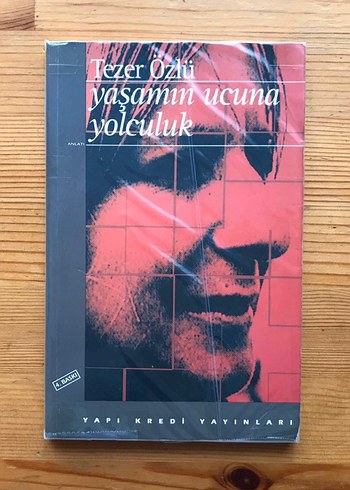 Tezer Özlü
yaşamın ucuna
yolculuk
ANLATI
4. BASKI
YAPI KREDİ YAYINLARI